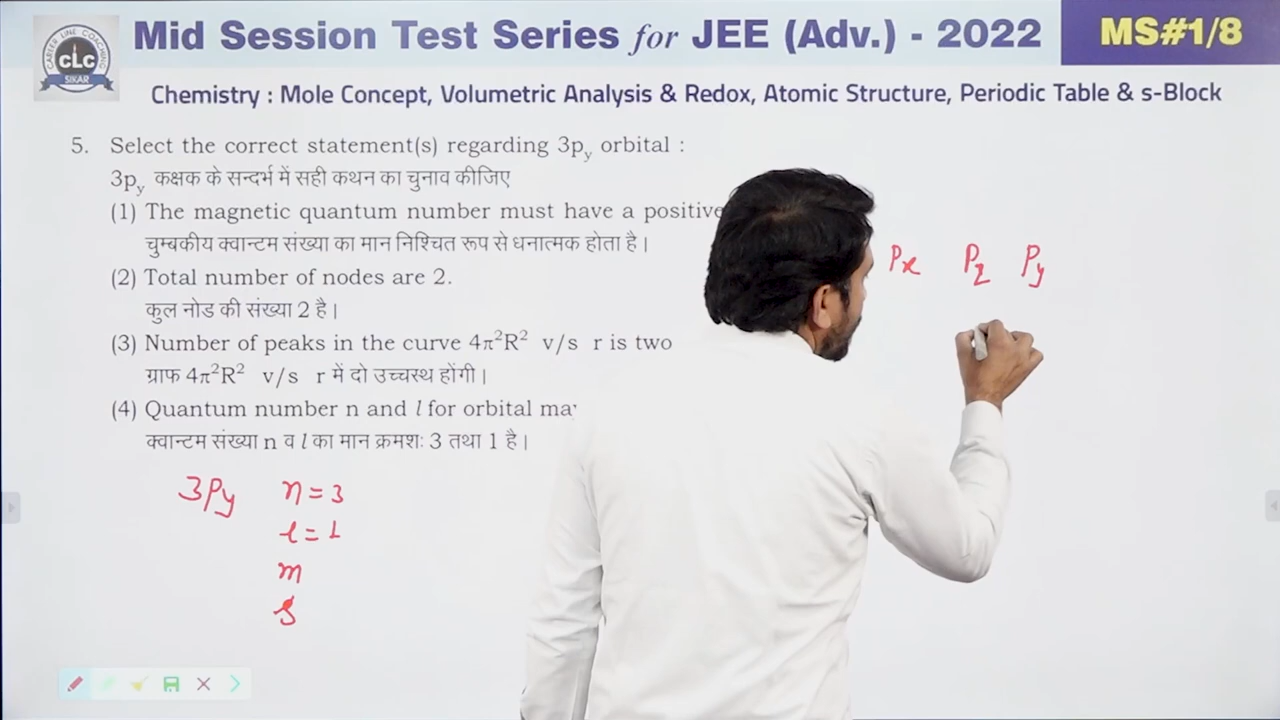 Mid Session Test Series for JEE (Adv.) - 2022
MS#1/8
CAREER LINE COACHING
CLC
SIKAR
Chemistry : Mole Concept, Volumetric Analysis & Redox, Atomic Structure, Periodic Table & s-Block
5. Select the correct statement(s) regarding 3py orbital :
3py कक्षक के सन्दर्भ में सही कथन का चुनाव कीजिए
(1) The magnetic quantum number must have a positive
चुम्बकीय क्वान्टम संख्या का मान निश्चित रूप से धनात्मक होता है।
(2) Total number of nodes are 2.
कुल नोड की संख्या 2 है।
(3) Number of peaks in the curve 4π²R² v/s r is two
ग्राफ 4π²R² v/s r में दो उच्चस्थ होंगी।
(4) Quantum number n and l for orbital
क्वान्टम संख्या n व l का मान क्रमशः 3 तथा 1 है।
Px Pz Py
3Py n = 3
l = 1
m
s